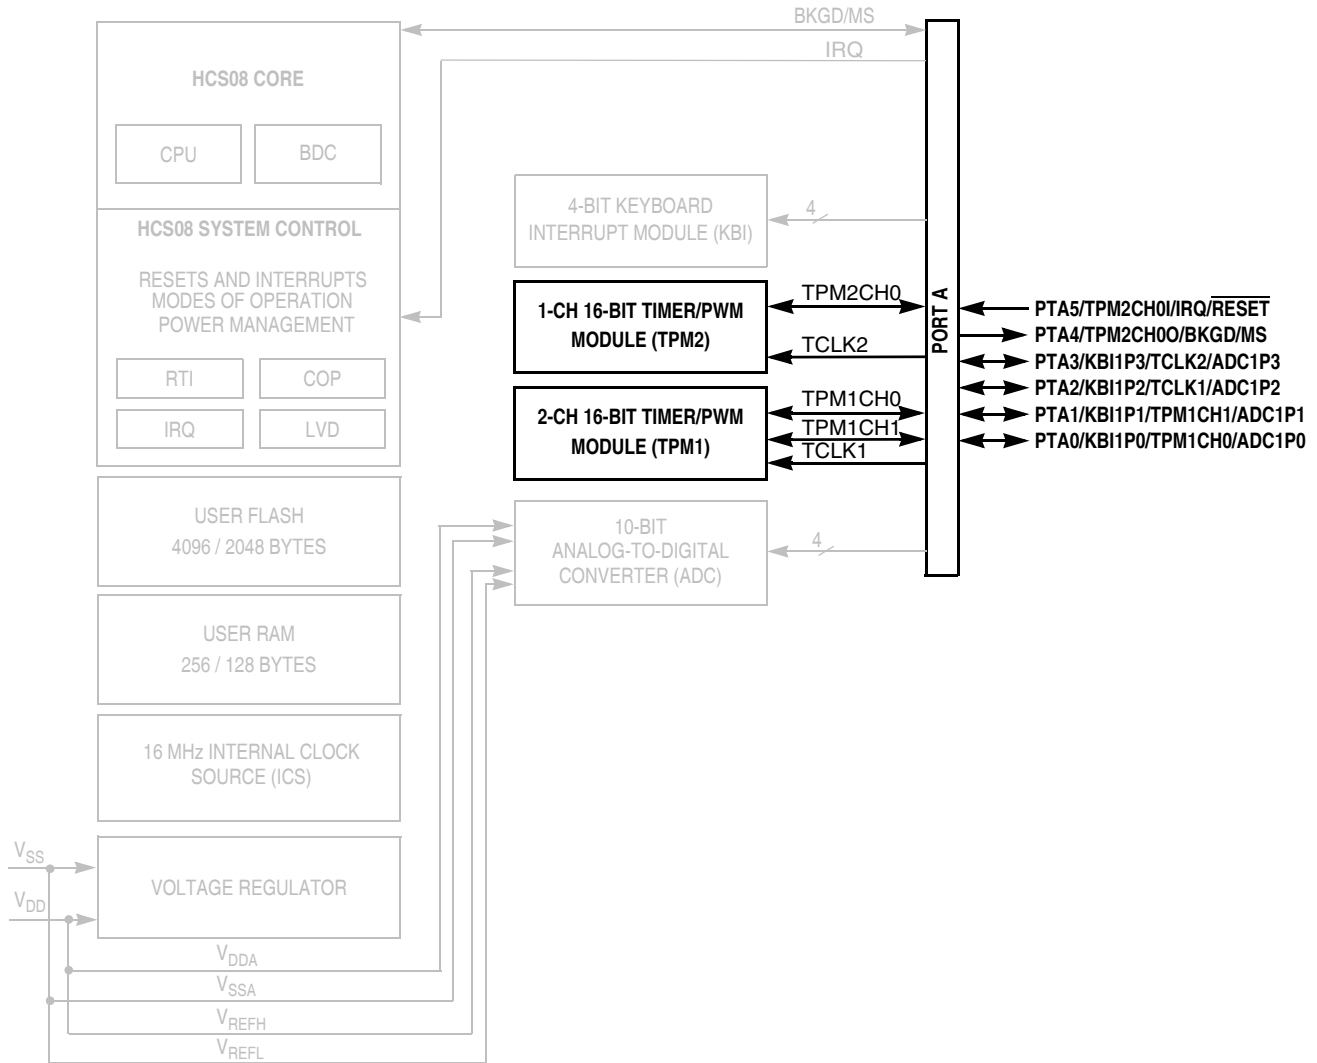 BKGD/MS
IRQ
HCS08 CORE
CPU
BDC
HCS08 SYSTEM CONTROL
RESETS AND INTERRUPTS
MODES OF OPERATION
POWER MANAGEMENT
RTI
COP
IRQ
LVD
USER FLASH
4096 / 2048 BYTES
USER RAM
256 / 128 BYTES
16 MHz INTERNAL CLOCK
SOURCE (ICS)
VOLTAGE REGULATOR
VSS
VDD
VDDA
VSSA
VREFH
VREFL
4-BIT KEYBOARD
INTERRUPT MODULE (KBI)
4
1-CH 16-BIT TIMER/PWM
MODULE (TPM2)
TPM2CH0
TCLK2
2-CH 16-BIT TIMER/PWM
MODULE (TPM1)
TPM1CH0
TPM1CH1
TCLK1
10-BIT
ANALOG-TO-DIGITAL
CONVERTER (ADC)
4
PORT A
PTA5/TPM2CH0I/IRQ/RESET
PTA4/TPM2CH0O/BKGD/MS
PTA3/KBI1P3/TCLK2/ADC1P3
PTA2/KBI1P2/TCLK1/ADC1P2
PTA1/KBI1P1/TPM1CH1/ADC1P1
PTA0/KBI1P0/TPM1CH0/ADC1P0